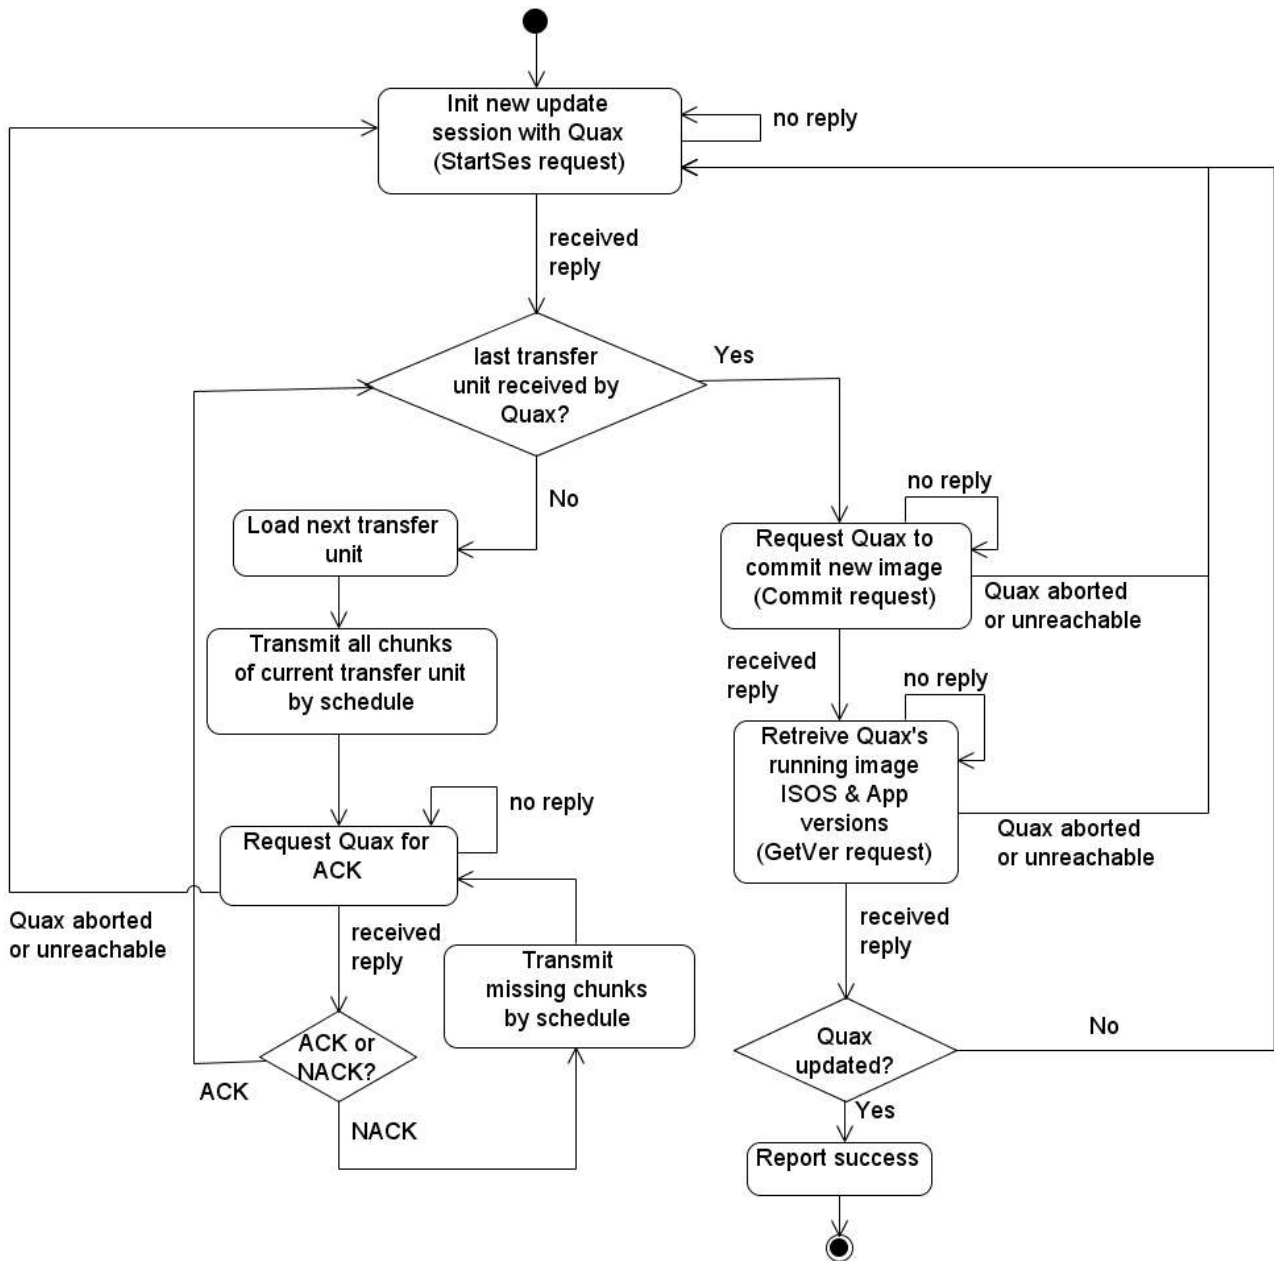 Init new update
session with Quax
(StartSes request)
no reply
received
reply
last transfer
unit received by
Quax?
Yes
No
Load next transfer
unit
Transmit all chunks
of current transfer unit
by schedule
no reply
Request Quax for
ACK
Quax aborted
or unreachable
received
reply
Transmit
missing chunks
by schedule
ACK or
NACK?
ACK
NACK
no reply
Request Quax to
commit new image
(Commit request)
Quax aborted
or unreachable
received
reply
no reply
Retreive Quax's
running image
ISOS & App
versions
(GetVer request)
Quax aborted
or unreachable
received
reply
Quax
updated?
No
Yes
Report success